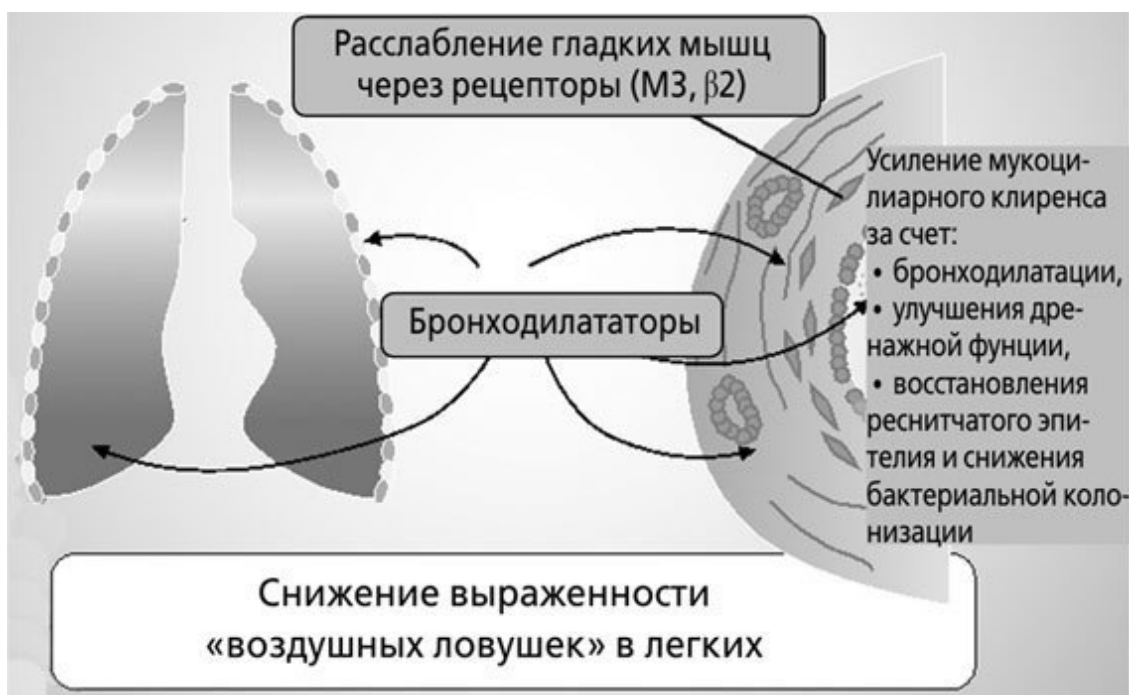 Расслабление гладких мышц
через рецепторы (М3, β2)
Усиление мукоци-
лиарного клиренса
за счет:
• бронходилатации,
• улучшения дре-
нажной фунции,
• восстановления
реснитчатого эпи-
телия и снижения
бактериальной коло-
низации
Бронходилататоры
Снижение выраженности
«воздушных ловушек» в легких